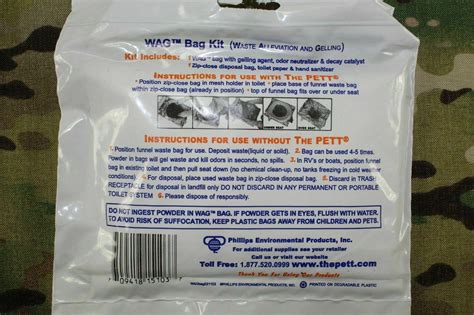 WAG™ Bag Kit (Waste Alleviation and Gelling)
Kit Includes: 1 WAG™ bag with gelling agent, odor neutralizer & decay catalyst
Zip-close disposal bag, toilet paper & hand sanitizer
Instructions for use with The PETT®
• Position zip-close bag in mesh holder in toilet • place base of funnel waste bag
within zip-close bag (already in position) • top of funnel bag fits over or under seat
UNDER SEAT
OVER SEAT
Instructions for use without The PETT®
1. Position funnel waste bag for use. Deposit waste(liquid or solid). 2. Bag can be used 4-5 times.
Powder in bags will gel waste and kill odors in seconds, no spills. 3. In RV's or boats, position funnel
bag in existing toilet and then pull seat down (no chemical clean-up, no tanks freezing in cold weather
conditions). 4. For disposal, place used waste bag in zip-close disposal bag. 5. Discard in TRASH
RECEPTACLE for disposal in landfill only DO NOT DISCARD IN ANY PERMANENT OR PORTABLE
TOILET SYSTEM 6. Please dispose of responsibly.
DO NOT INGEST POWDER IN WAG™ BAG. IF POWDER GETS IN EYES, FLUSH WITH WATER.
TO AVOID RISK OF SUFFOCATION, KEEP PLASTIC BAGS AWAY FROM CHILDREN AND PETS.
Phillips Environmental Products, Inc.
For additional supplies see your retailer
or visit our website
Toll Free: 1.877.520.0999 www.thepett.com
Thank You For Using Our Products
7 09418 15103
©PHILLIPS ENVIRONMENTAL PRODUCTS, INC.
PRINTED ON DEGRADABLE PLASTIC